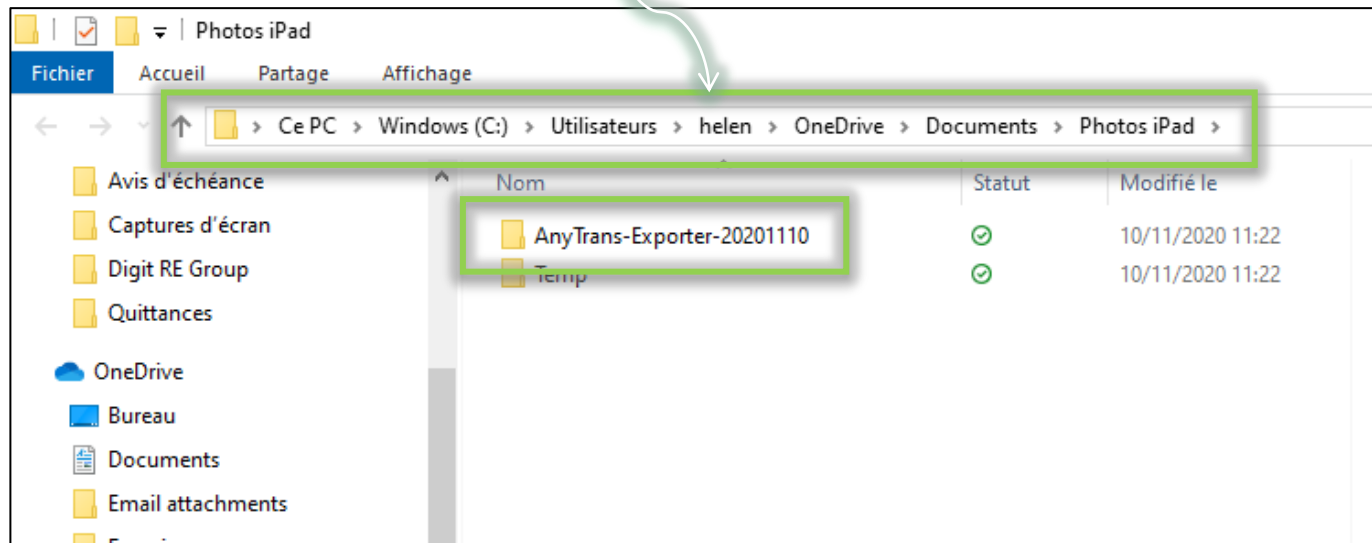 Photos iPad
Fichier Accueil Partage Affichage
Ce PC > Windows (C:) > Utilisateurs > helen > OneDrive > Documents > Photos iPad >
Avis d'échéance
Captures d'écran
Digit RE Group
Quittances
OneDrive
Bureau
Documents
Email attachments
Nom Statut Modifié le
AnyTrans-Exporter-20201110 10/11/2020 11:22
Temp 10/11/2020 11:22